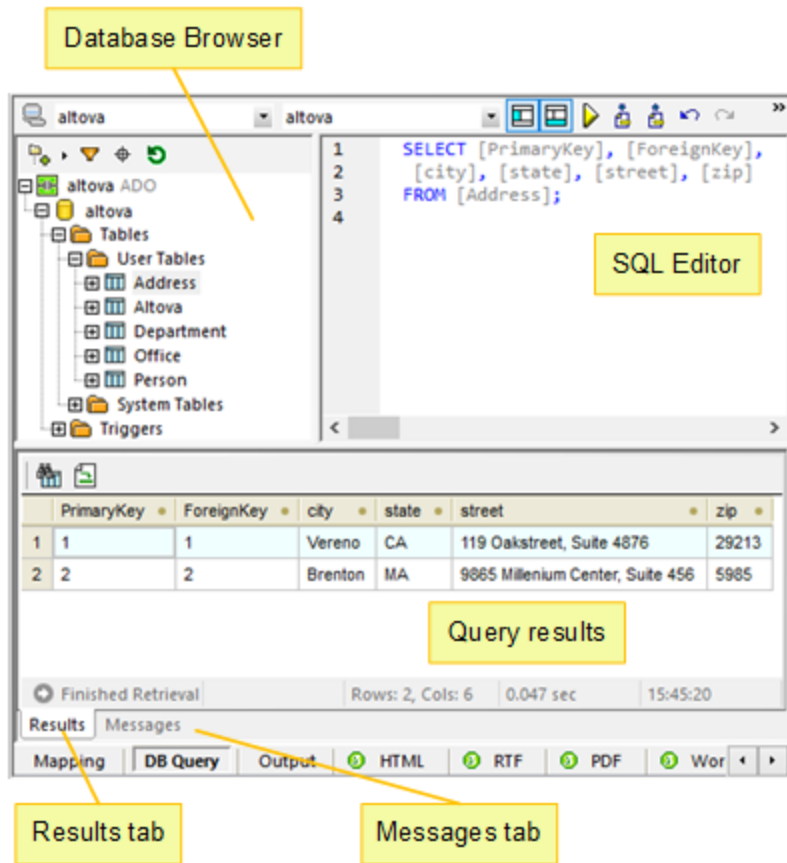 Database Browser
altova
altova
»
altova ADO
altova
Tables
User Tables
Address
Altova
Department
Office
Person
System Tables
Triggers
1 SELECT [PrimaryKey], [ForeignKey],
2 [city], [state], [street], [zip]
3 FROM [Address];
4
SQL Editor
PrimaryKey ForeignKey city state street zip
1 1 1 Vereno CA 119 Oakstreet, Suite 4876 29213
2 2 2 Brenton MA 9865 Millenium Center, Suite 456 5985
Query results
Finished Retrieval Rows: 2, Cols: 6 0.047 sec 15:45:20
Results Messages
Mapping DB Query Output HTML RTF PDF Wor
Results tab
Messages tab